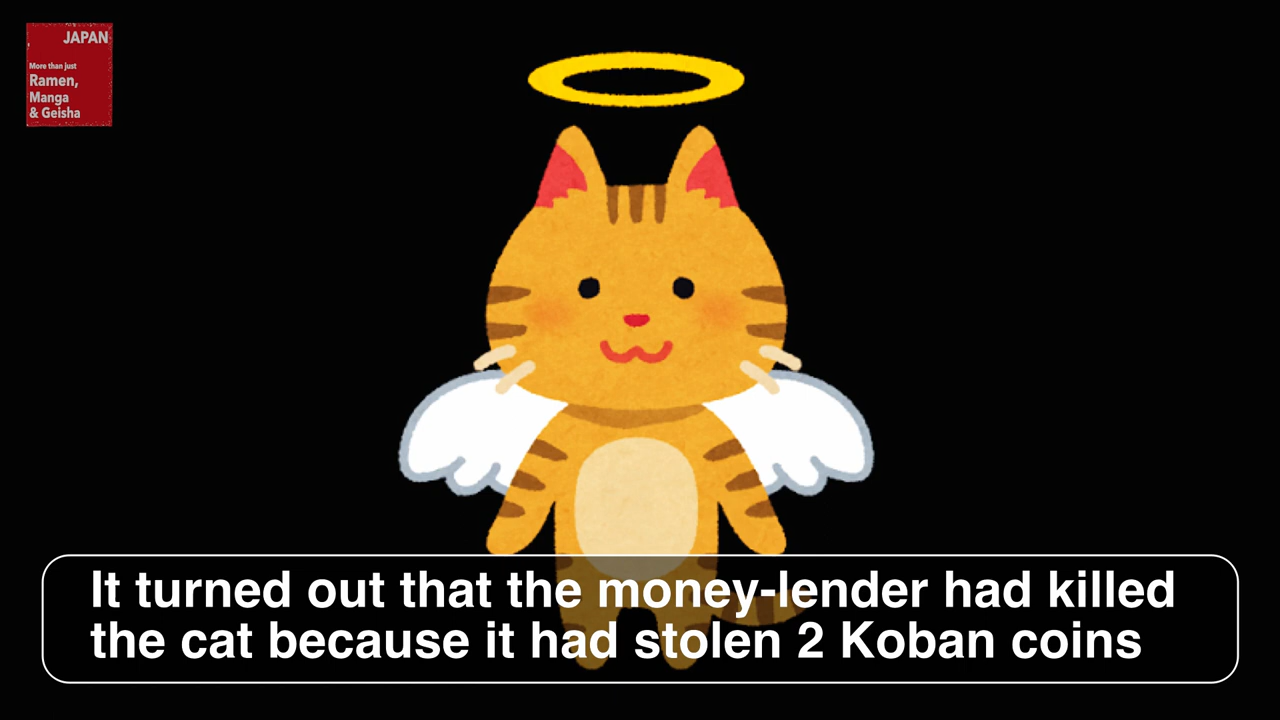 JAPAN
More than just
Ramen,
Manga
& Geisha
It turned out that the money-lender had killed
the cat because it had stolen 2 Koban coins